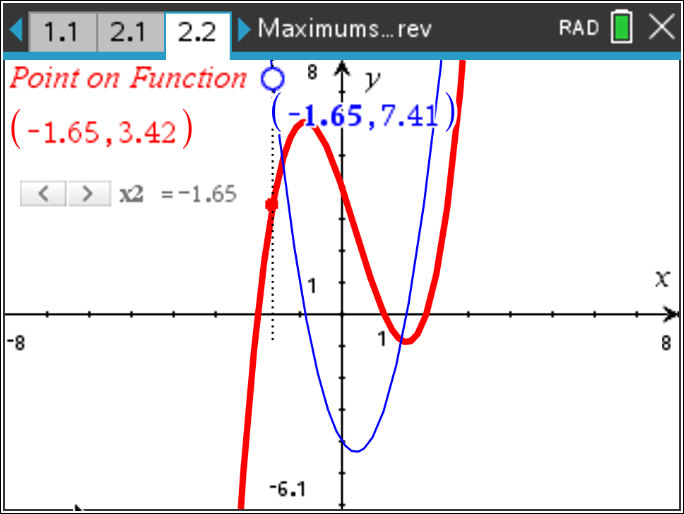 1.1 2.1 2.2 Maximums...rev RAD
Point on Function 8 y
(-1.65,7.41)
(-1.65,3.42)
x2 =-1.65
1
x
-8 1 8
-6.1